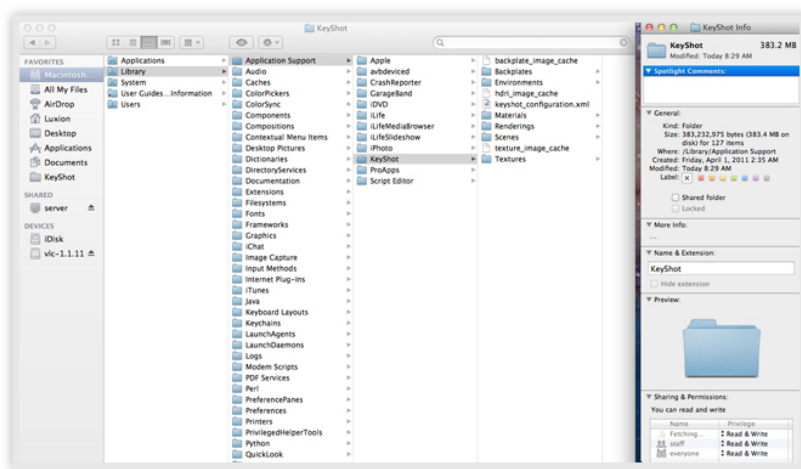 KeyShot
FAVORITES
Macintosh...
All My Files
AirDrop
Luxion
Desktop
Applications
Documents
KeyShot
SHARED
server
DEVICES
iDisk
vlc-1.1.11
Applications
Library
System
User Guides...Information
Users
Application Support
Audio
Caches
ColorPickers
ColorSync
Components
Compositions
Contextual Menu Items
Desktop Pictures
Dictionaries
DirectoryServices
Documentation
Extensions
Filesystems
Fonts
Frameworks
Graphics
iChat
Image Capture
Input Methods
Internet Plug-Ins
iTunes
Java
Keyboard Layouts
Keychains
LaunchAgents
LaunchDaemons
Logs
Modem Scripts
PDF Services
Perl
PreferencePanes
Preferences
Printers
PrivilegedHelperTools
Python
QuickLook
Apple
avbdeviced
CrashReporter
GarageBand
iDVD
iLife
iLifeMediaBrowser
iLifeSlideshow
iPhoto
KeyShot
ProApps
Script Editor
backplate_image_cache
Backplates
Environments
hdri_image_cache
keyshot_configuration.xml
Materials
Renderings
Scenes
texture_image_cache
Textures
KeyShot Info
KeyShot 383.2 MB
Modified: Today 8:29 AM
Spotlight Comments:
General:
Kind: Folder
Size: 383,232,975 bytes (383.4 MB on
disk) for 127 items
Where: /Library/Application Support
Created: Friday, April 1, 2011 2:35 AM
Modified: Today 8:29 AM
Label:
Shared folder
Locked
More Info:
--
Name & Extension:
KeyShot
Hide extension
Preview:
Sharing & Permissions:
You can read and write
Name Privilege
Fetching... Read & Write
staff Read & Write
everyone Read & Write